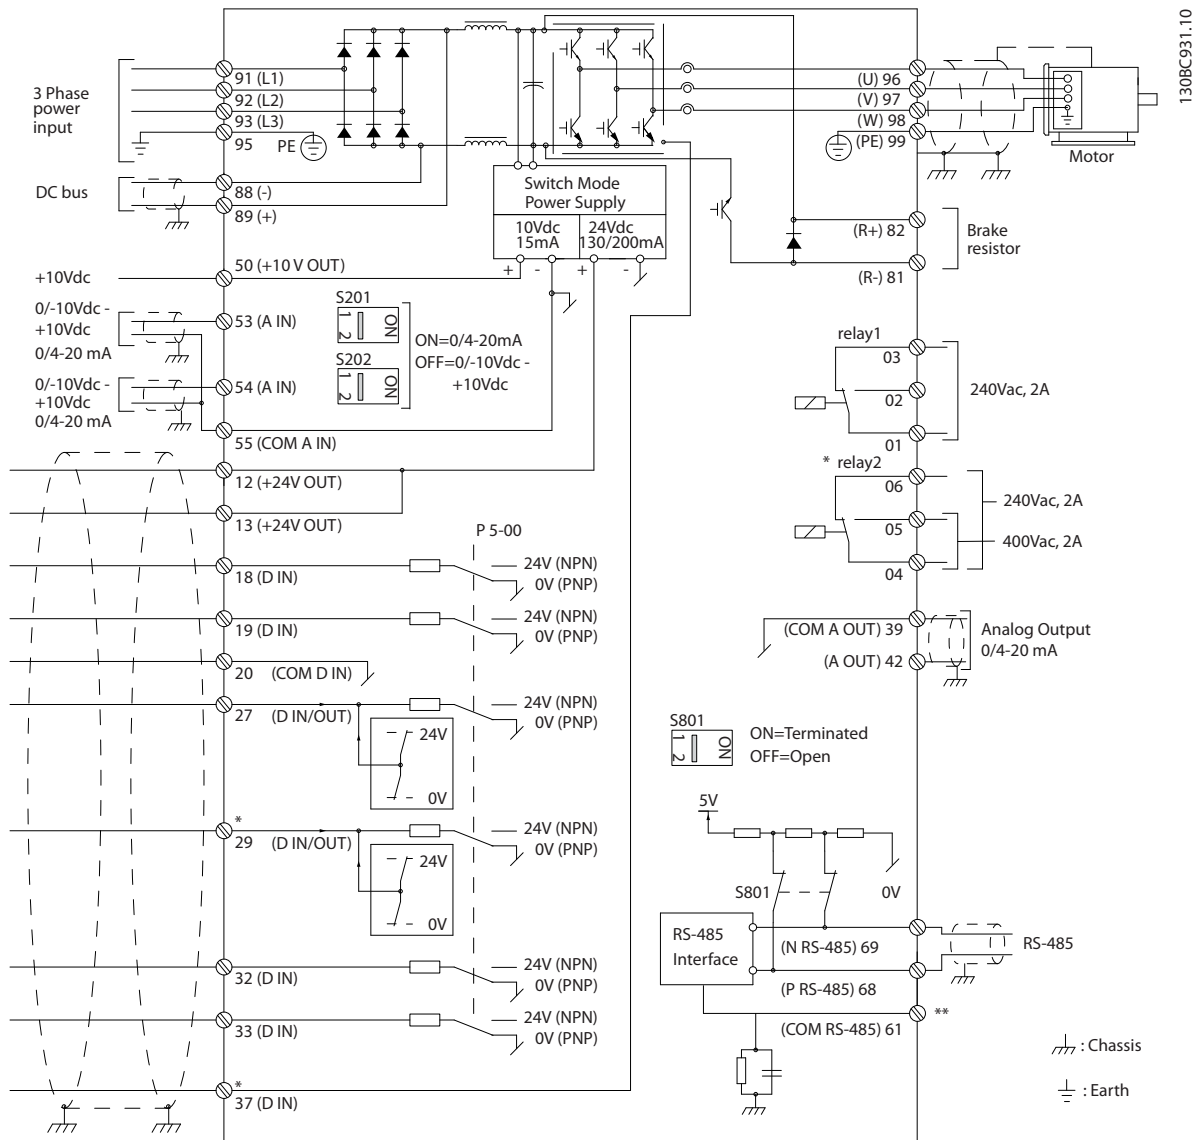 130BC931.10
3 Phase
power
input
91 (L1)
92 (L2)
93 (L3)
95
PE
DC bus
88 (-)
89 (+)
Switch Mode
Power Supply
10Vdc
15mA
24Vdc
130/200mA
+ - + -
(U) 96
(V) 97
(W) 98
(PE) 99
Motor
(R+) 82
Brake
resistor
(R-) 81
+10Vdc
50 (+10 V OUT)
0/-10Vdc -
+10Vdc
0/4-20 mA
53 (A IN)
S201
1 2
ON
S202
1 2
ON
ON=0/4-20mA
OFF=0/-10Vdc -
+10Vdc
0/-10Vdc -
+10Vdc
0/4-20 mA
54 (A IN)
55 (COM A IN)
12 (+24V OUT)
13 (+24V OUT)
relay1
03
02
01
240Vac, 2A
* relay2
06
05
04
240Vac, 2A
400Vac, 2A
P 5-00
18 (D IN)
24V (NPN)
0V (PNP)
19 (D IN)
24V (NPN)
0V (PNP)
20 (COM D IN)
27 (D IN/OUT)
24V (NPN)
0V (PNP)
24V
0V
*
29 (D IN/OUT)
24V (NPN)
0V (PNP)
24V
0V
32 (D IN)
24V (NPN)
0V (PNP)
33 (D IN)
24V (NPN)
0V (PNP)
*
37 (D IN)
(COM A OUT) 39
(A OUT) 42
Analog Output
0/4-20 mA
S801
1 2
ON
ON=Terminated
OFF=Open
5V
S801
0V
RS-485
Interface
(N RS-485) 69
RS-485
(P RS-485) 68
(COM RS-485) 61
**
: Chassis
: Earth